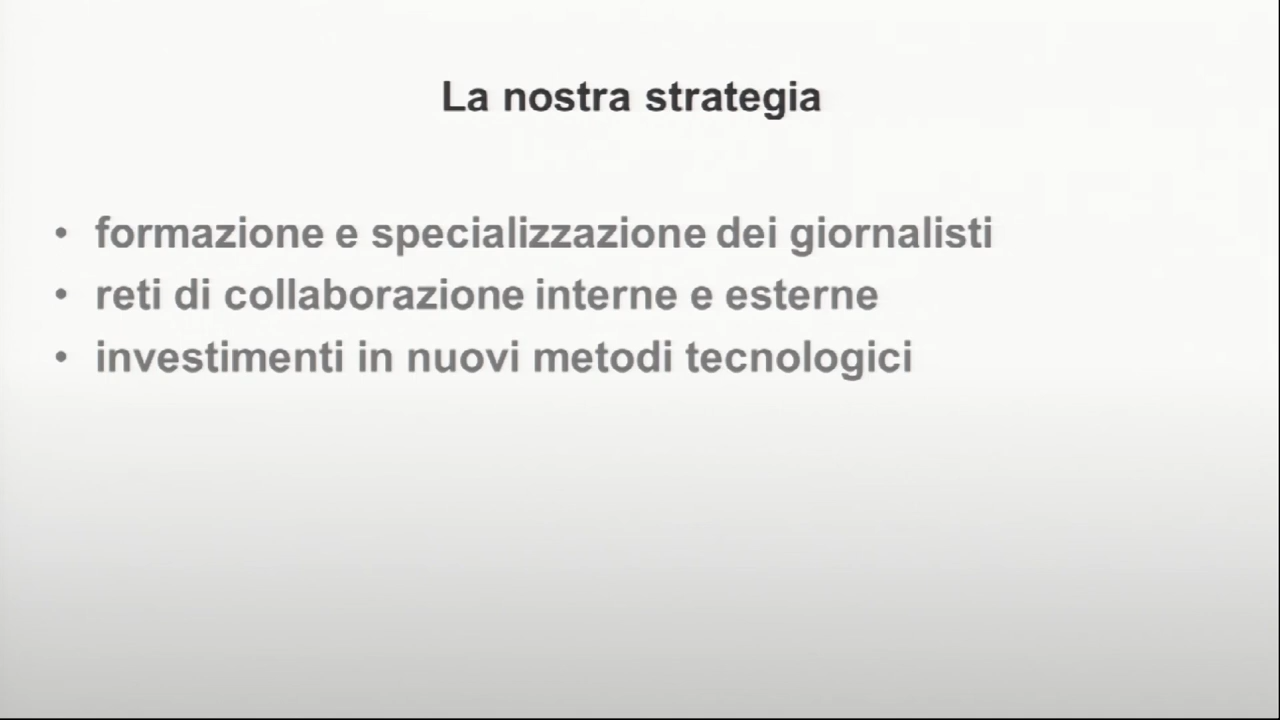 La nostra strategia
• formazione e specializzazione dei giornalisti
• reti di collaborazione interne e esterne
• investimenti in nuovi metodi tecnologici